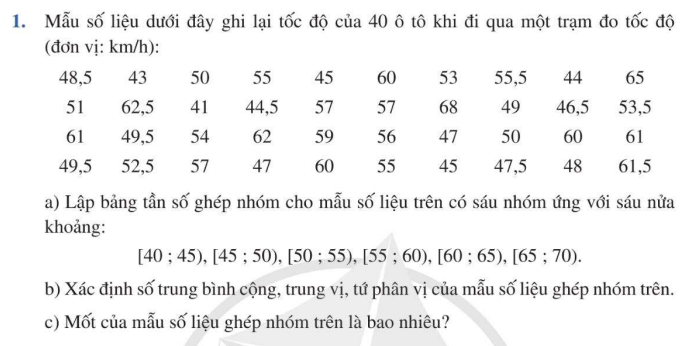 1. Mẫu số liệu dưới đây ghi lại tốc độ của 40 ô tô khi đi qua một trạm đo tốc độ
(đơn vị: km/h):
48,5 43 50 55 45 60 53 55,5 44 65
51 62,5 41 44,5 57 57 68 49 46,5 53,5
61 49,5 54 62 59 56 47 50 60 61
49,5 52,5 57 47 60 55 45 47,5 48 61,5
a) Lập bảng tần số ghép nhóm cho mẫu số liệu trên có sáu nhóm ứng với sáu nửa
khoảng:
[40 ; 45), [45 ; 50), [50 ; 55), [55 ; 60), [60 ; 65), [65 ; 70).
b) Xác định số trung bình cộng, trung vị, tứ phân vị của mẫu số liệu ghép nhóm trên.
c) Mốt của mẫu số liệu ghép nhóm trên là bao nhiêu?